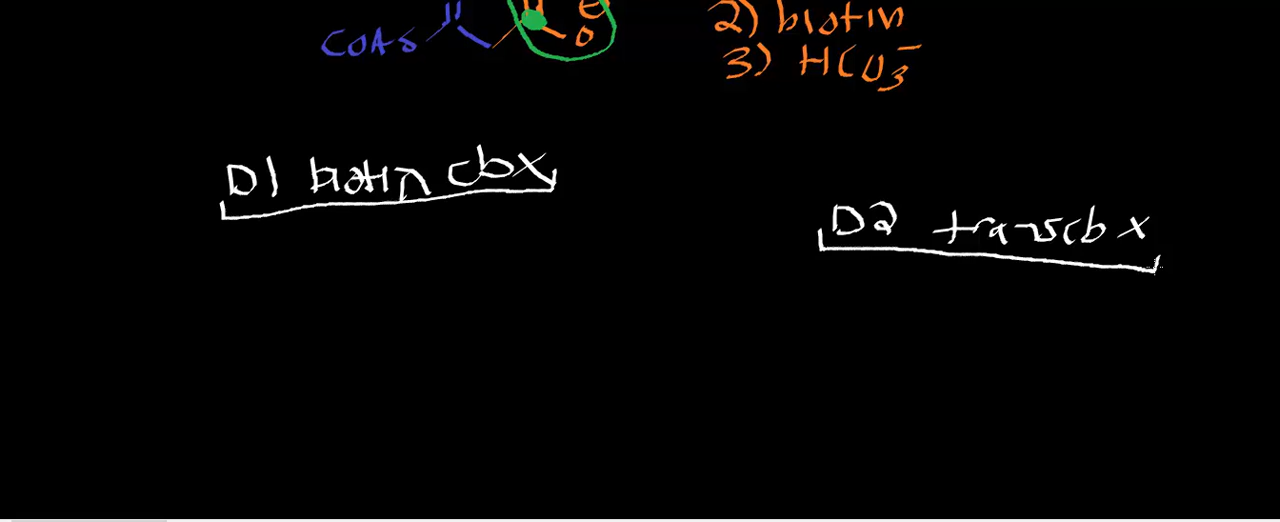 2) biotin
COAS O
3) HCO3-
D1 biotin cbx
D2 transcbx